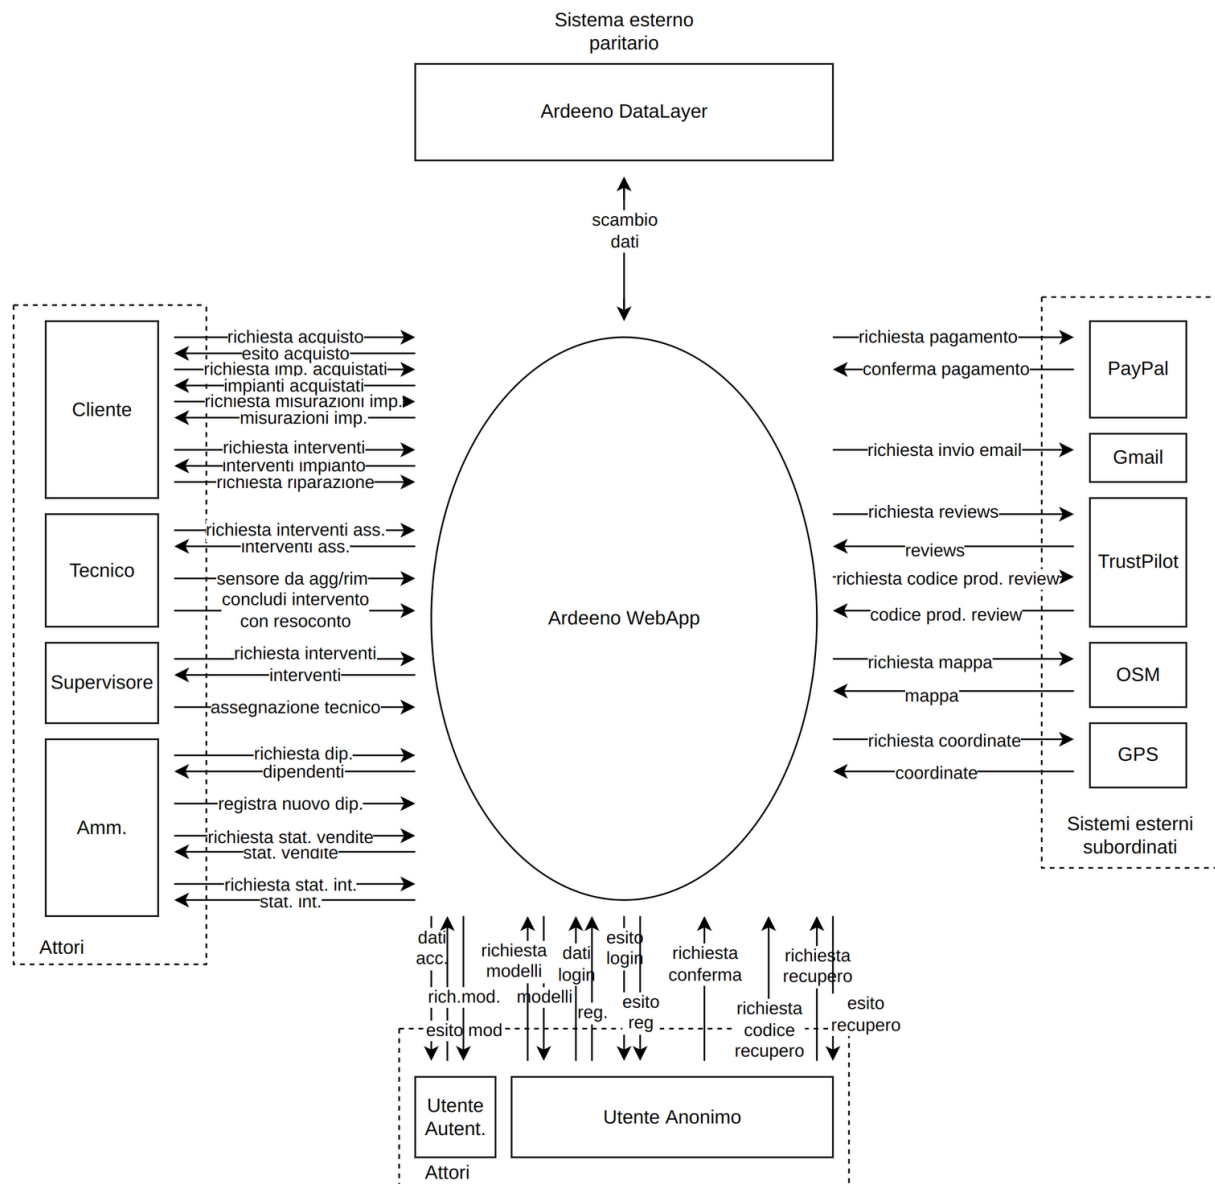 Sistema esterno
paritario
Ardeeno DataLayer
scambio
dati
Cliente
richiesta acquisto
esito acquisto
richiesta imp. acquistati
impianti acquistati
richiesta misurazioni imp.
misurazioni imp.
richiesta interventi
interventi impianto
richiesta riparazione
Tecnico
richiesta interventi ass.
interventi ass.
sensore da agg/rim
concludi intervento
con resoconto
Supervisore
richiesta interventi
interventi
assegnazione tecnico
Amm.
richiesta dip.
dipendenti
registra nuovo dip.
richiesta stat. vendite
stat. vendite
richiesta stat. int.
stat. int.
Attori
Ardeeno WebApp
richiesta pagamento
conferma pagamento
PayPal
richiesta invio email
Gmail
richiesta reviews
reviews
richiesta codice prod. review
codice prod. review
TrustPilot
richiesta mappa
mappa
OSM
richiesta coordinate
coordinate
GPS
Sistemi esterni
subordinati
dati
acc.
rich.mod.
esito mod
richiesta
modelli
modelli
dati
login
reg.
esito
login
esito
reg
richiesta
conferma
richiesta
codice
recupero
richiesta
recupero
esito
recupero
Utente
Autent.
Utente Anonimo
Attori